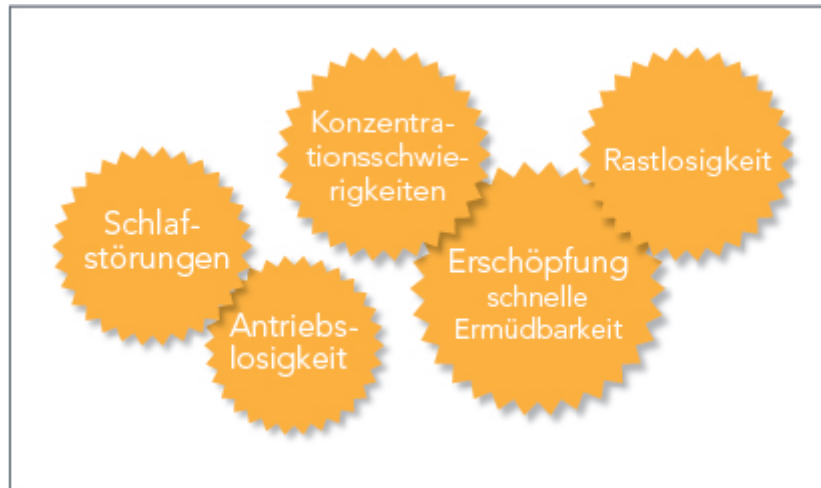 Schlaf-
störungen
Antriebs-
losigkeit
Konzentra-
tionsschwie-
rigkeiten
Erschöpfung
schnelle
Ermüdbarkeit
Rastlosigkeit